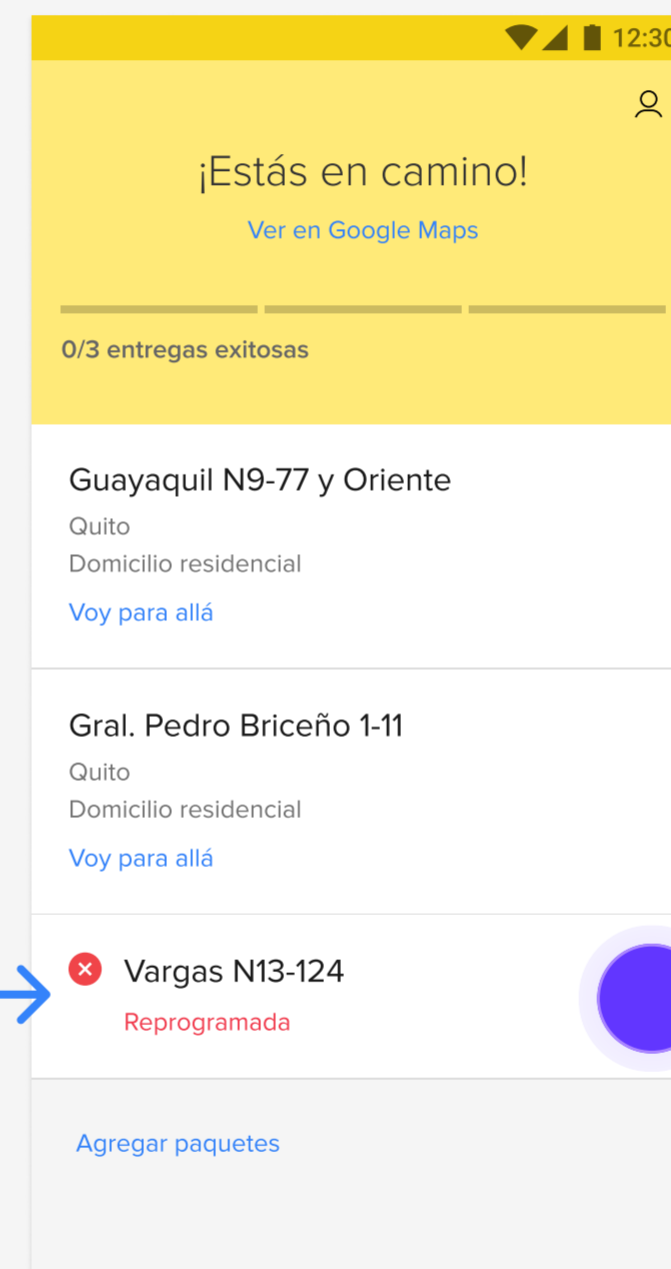 12:30
¡Estás en camino!
Ver en Google Maps
0/3 entregas exitosas
Guayaquil N9-77 y Oriente
Quito
Domicilio residencial
Voy para allá
Gral. Pedro Briceño 1-11
Quito
Domicilio residencial
Voy para allá
Vargas N13-124
Reprogramada
Agregar paquetes